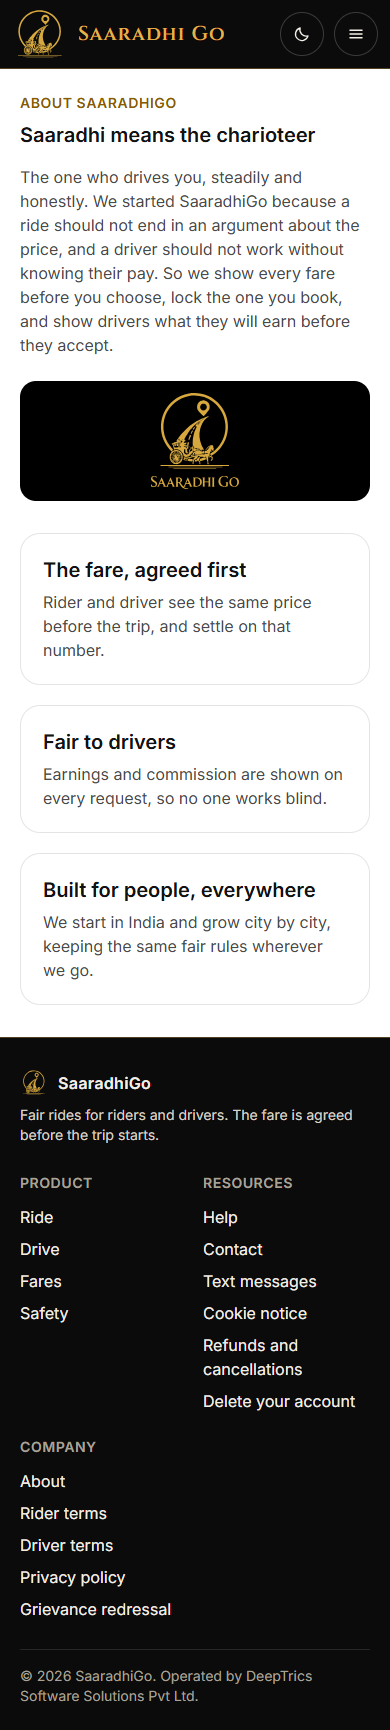 SAARADHI GO
ABOUT SAARADHIGO
Saaradhi means the charioteer
The one who drives you, steadily and
honestly. We started SaaradhiGo because a
ride should not end in an argument about the
price, and a driver should not work without
knowing their pay. So we show every fare
before you choose, lock the one you book,
and show drivers what they will earn before
they accept.
SAARADHI GO
The fare, agreed first
Rider and driver see the same price
before the trip, and settle on that
number.
Fair to drivers
Earnings and commission are shown on
every request, so no one works blind.
Built for people, everywhere
We start in India and grow city by city,
keeping the same fair rules wherever
we go.
SaaradhiGo
Fair rides for riders and drivers. The fare is agreed
before the trip starts.
PRODUCT
Ride
Drive
Fares
Safety
RESOURCES
Help
Contact
Text messages
Cookie notice
Refunds and
cancellations
Delete your account
COMPANY
About
Rider terms
Driver terms
Privacy policy
Grievance redressal
© 2026 SaaradhiGo. Operated by DeepTrics
Software Solutions Pvt Ltd.